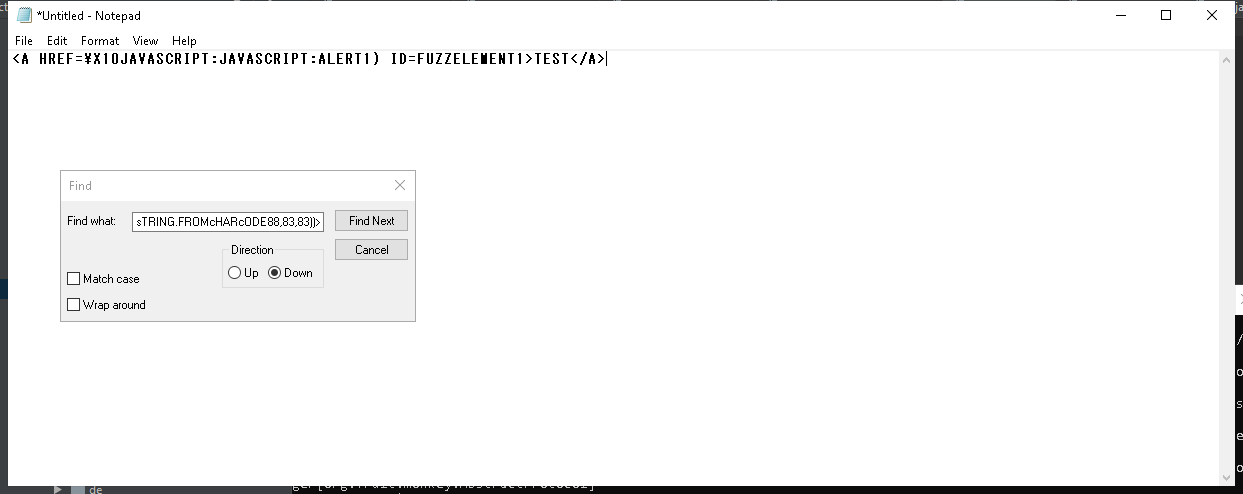 *Untitled - Notepad
File Edit Format View Help
<A HREF=¥X10JAVASCRIPT:JAVASCRIPT:ALERT1) ID=FUZZELEMENT1>TEST</A>
Find
Find what: sTRING.FROMcHARcODE88,83,83))> Find Next
Direction Cancel
Up Down
Match case
Wrap around
de